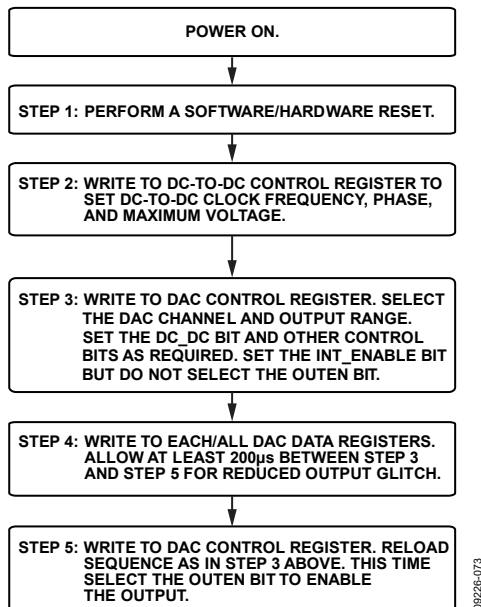 POWER ON.
STEP 1: PERFORM A SOFTWARE/HARDWARE RESET.
STEP 2: WRITE TO DC-TO-DC CONTROL REGISTER TO
SET DC-TO-DC CLOCK FREQUENCY, PHASE,
AND MAXIMUM VOLTAGE.
STEP 3: WRITE TO DAC CONTROL REGISTER. SELECT
THE DAC CHANNEL AND OUTPUT RANGE.
SET THE DC_DC BIT AND OTHER CONTROL
BITS AS REQUIRED. SET THE INT_ENABLE BIT
BUT DO NOT SELECT THE OUTEN BIT.
STEP 4: WRITE TO EACH/ALL DAC DATA REGISTERS.
ALLOW AT LEAST 200µs BETWEEN STEP 3
AND STEP 5 FOR REDUCED OUTPUT GLITCH.
STEP 5: WRITE TO DAC CONTROL REGISTER. RELOAD
SEQUENCE AS IN STEP 3 ABOVE. THIS TIME
SELECT THE OUTEN BIT TO ENABLE
THE OUTPUT.
09226-073